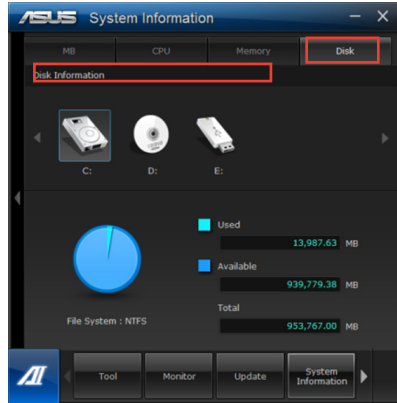 ASUS System Information
MB CPU Memory Disk
Disk Information
C: D: E:
Used
13,987.63 MB
Available
939,779.38 MB
Total
953,767.00 MB
File System : NTFS
AI Tool Monitor Update System
Information